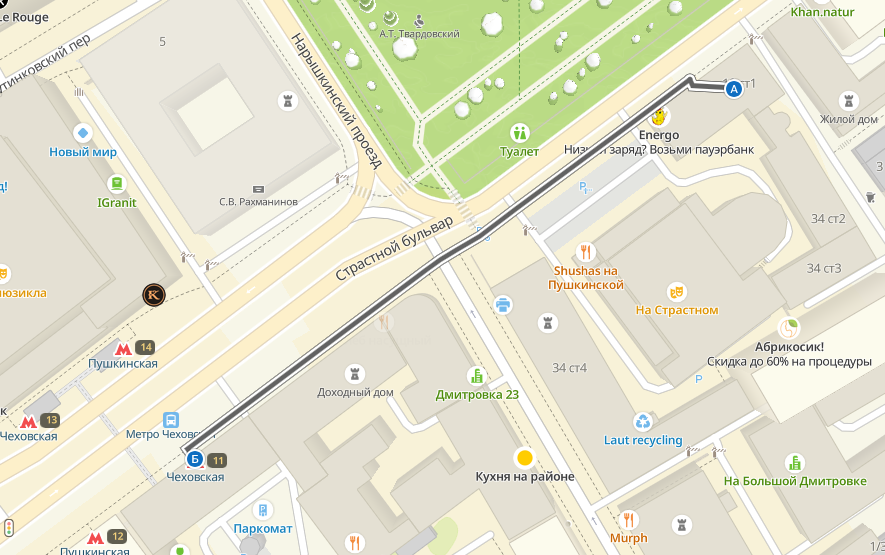 Le Rouge
А.Т. Твардовский
Khan.natur
5
Нарышкинский проезд
А
Жилой дом
Energo
Туалет
Возьми пауэрбанк
Новый мир
IGranit
С.В. Рахманинов
P
34 ст2
Страстной бульвар
Shushas на
Пушкинской
34 ст3
На Страстном
K
14
Пушкинская
Абрикосик!
Скидка до 60% на процедуры
34 ст4
P
Доходный дом
Дмитровка 23
13
Чеховская
Метро
Laut recycling
Б
11
Чеховская
Кухня на районе
На Большой Дмитровке
P
Паркомат
Murph
12
Пушкинская